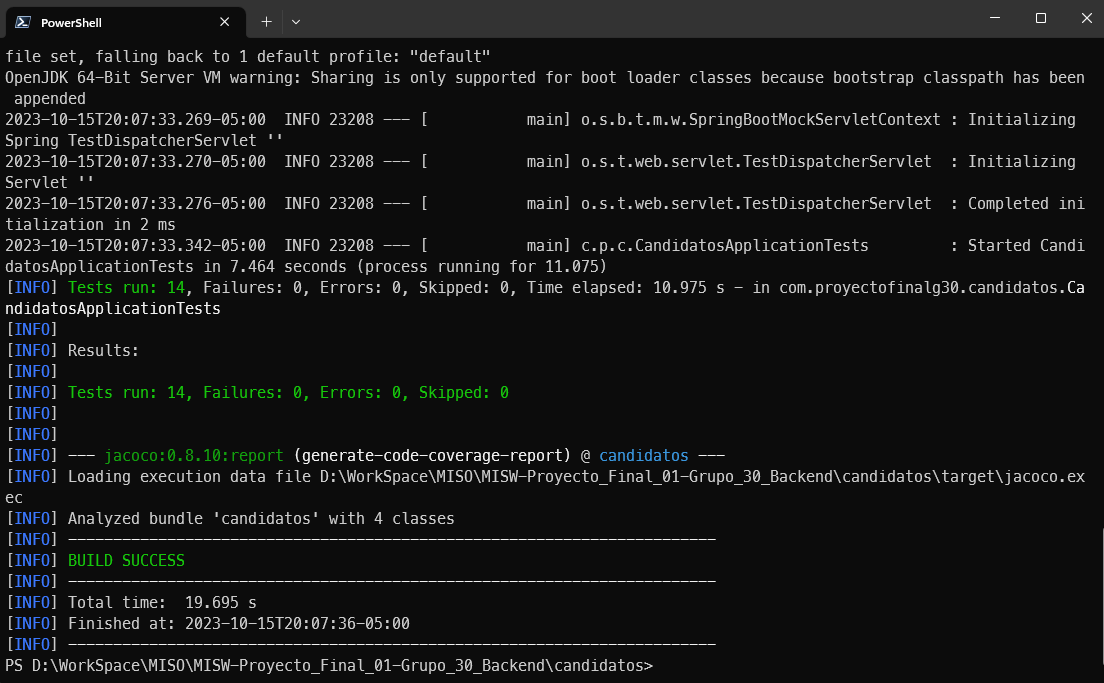 PowerShell
file set, falling back to 1 default profile: "default"
OpenJDK 64-Bit Server VM warning: Sharing is only supported for boot loader classes because bootstrap classpath has been
 appended
2023-10-15T20:07:33.269-05:00  INFO 23208 --- [           main] o.s.b.t.m.w.SpringBootMockServletContext : Initializing
Spring TestDispatcherServlet ''
2023-10-15T20:07:33.270-05:00  INFO 23208 --- [           main] o.s.t.web.servlet.TestDispatcherServlet  : Initializing
Servlet ''
2023-10-15T20:07:33.276-05:00  INFO 23208 --- [           main] o.s.t.web.servlet.TestDispatcherServlet  : Completed ini
tialization in 2 ms
2023-10-15T20:07:33.342-05:00  INFO 23208 --- [           main] c.p.c.CandidatosApplicationTests         : Started Candi
datosApplicationTests in 7.464 seconds (process running for 11.075)
[INFO] Tests run: 14, Failures: 0, Errors: 0, Skipped: 0, Time elapsed: 10.975 s - in com.proyectofinalg30.candidatos.Ca
ndidatosApplicationTests
[INFO]
[INFO] Results:
[INFO]
[INFO] Tests run: 14, Failures: 0, Errors: 0, Skipped: 0
[INFO]
[INFO]
[INFO] --- jacoco:0.8.10:report (generate-code-coverage-report) @ candidatos ---
[INFO] Loading execution data file D:\WorkSpace\MISO\MISW-Proyecto_Final_01-Grupo_30_Backend\candidatos\target\jacoco.ex
ec
[INFO] Analyzed bundle 'candidatos' with 4 classes
[INFO] ------------------------------------------------------------------------
[INFO] BUILD SUCCESS
[INFO] ------------------------------------------------------------------------
[INFO] Total time:  19.695 s
[INFO] Finished at: 2023-10-15T20:07:36-05:00
[INFO] ------------------------------------------------------------------------
PS D:\WorkSpace\MISO\MISW-Proyecto_Final_01-Grupo_30_Backend\candidatos>